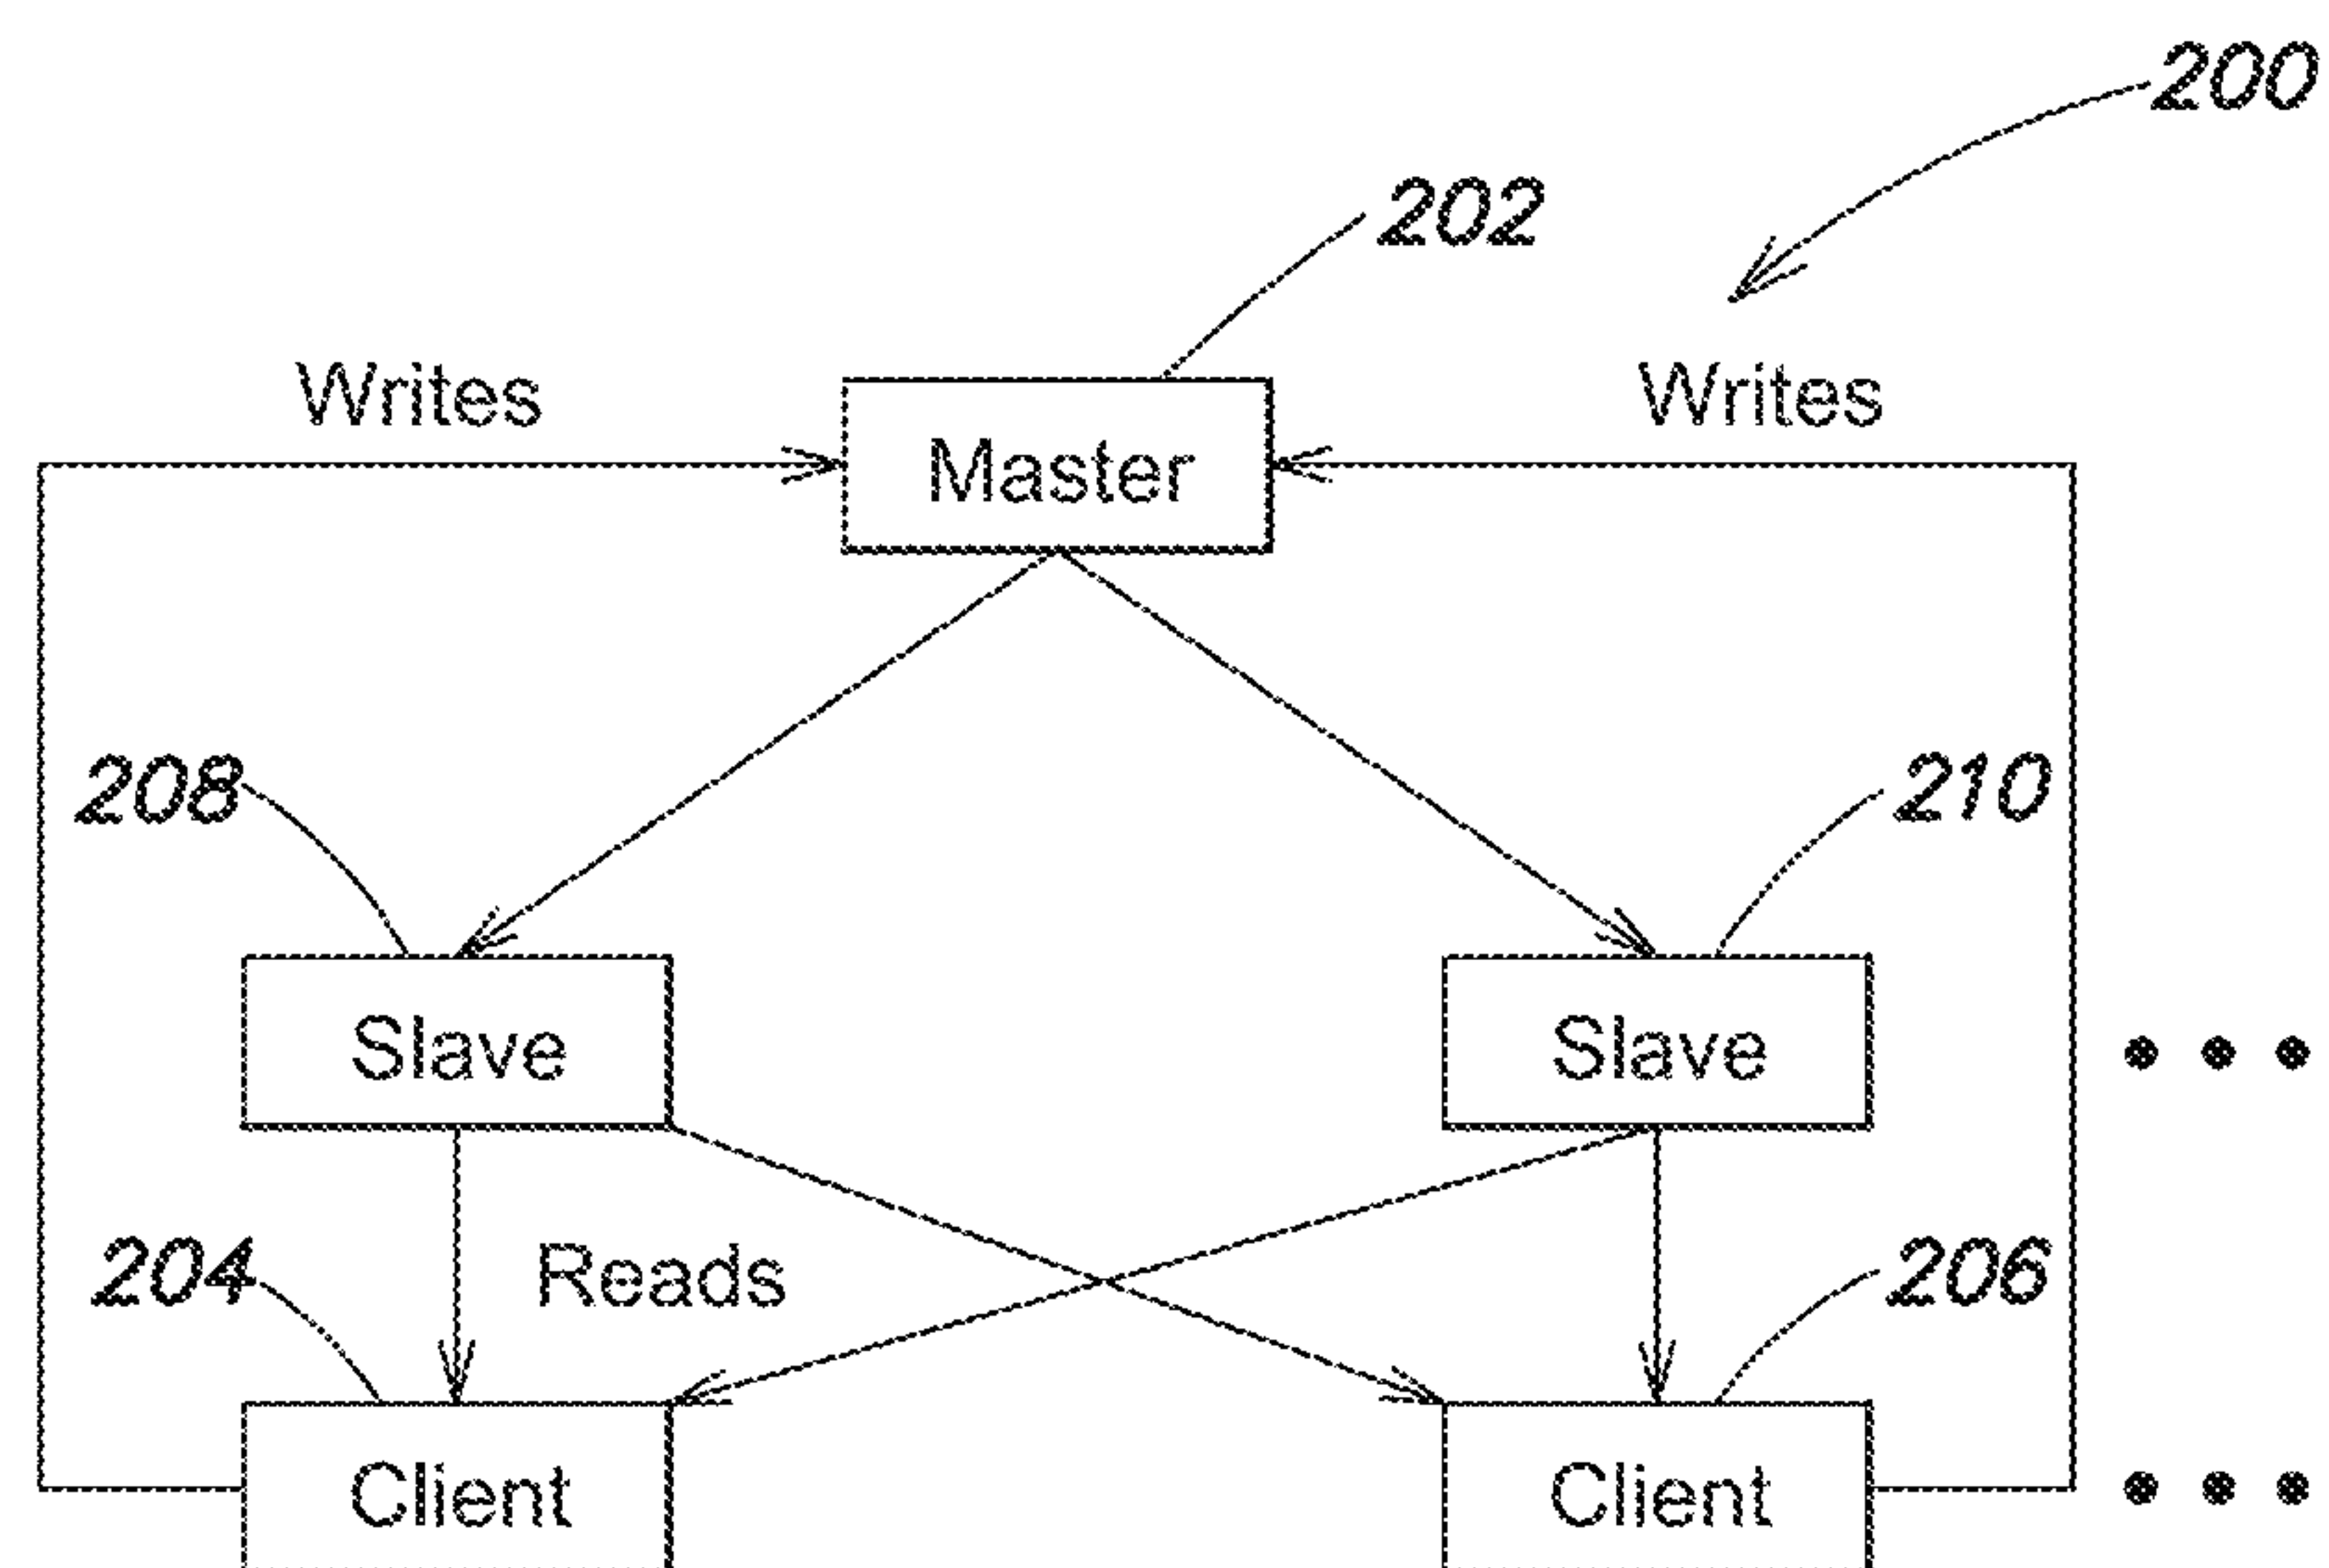 200
202
Writes
Writes
Master
208
210
Slave
Slave
204
Reads
206
Client
Client